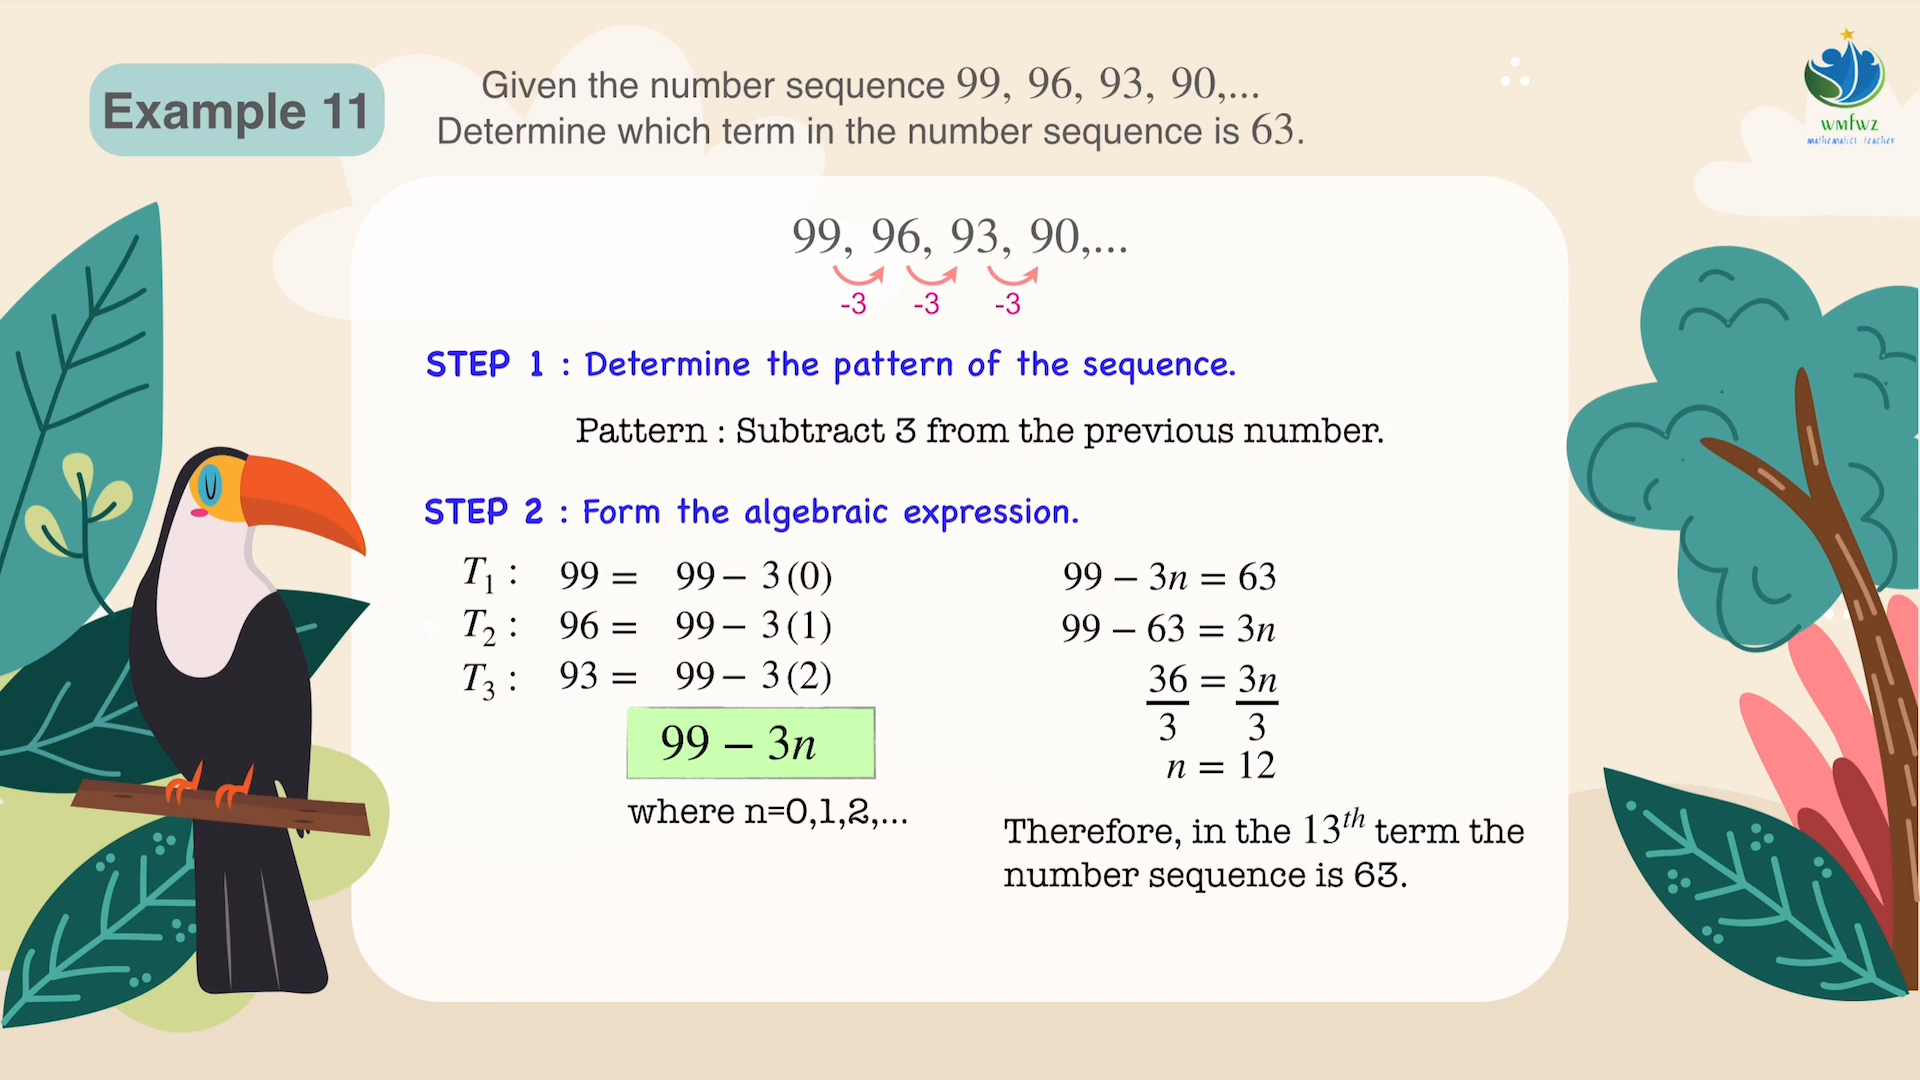 Example 11
Given the number sequence 99, 96, 93, 90,...
Determine which term in the number sequence is 63.
wmfwz
mathematics teacher
99, 96, 93, 90,...
-3 -3 -3
STEP 1 : Determine the pattern of the sequence.
Pattern : Subtract 3 from the previous number.
STEP 2 : Form the algebraic expression.
T₁ : 99 = 99 − 3(0)
T₂ : 96 = 99 − 3(1)
T₃ : 93 = 99 − 3(2)
99 − 3n
where n=0,1,2,...
99 − 3n = 63
99 − 63 = 3n
36 = 3n
3 3
n = 12
Therefore, in the 13ᵗʰ term the
number sequence is 63.